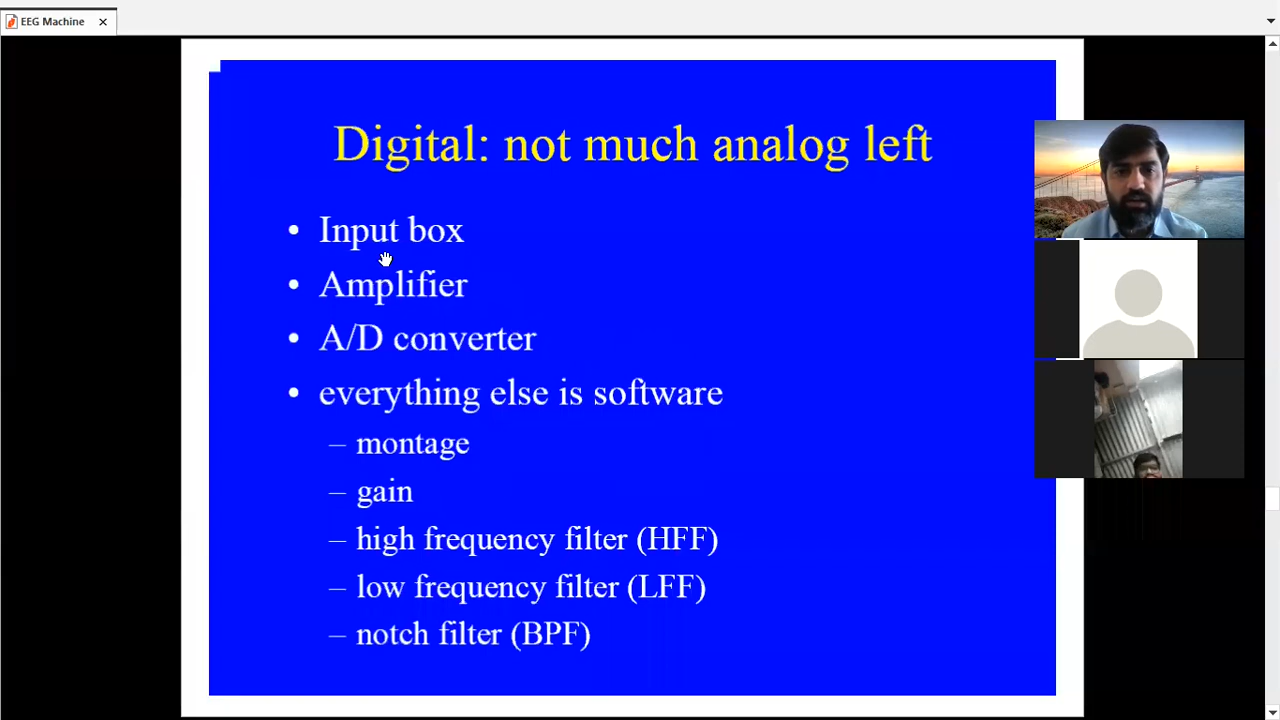 EEG Machine
Digital: not much analog left
• Input box
• Amplifier
• A/D converter
• everything else is software
– montage
– gain
– high frequency filter (HFF)
– low frequency filter (LFF)
– notch filter (BPF)